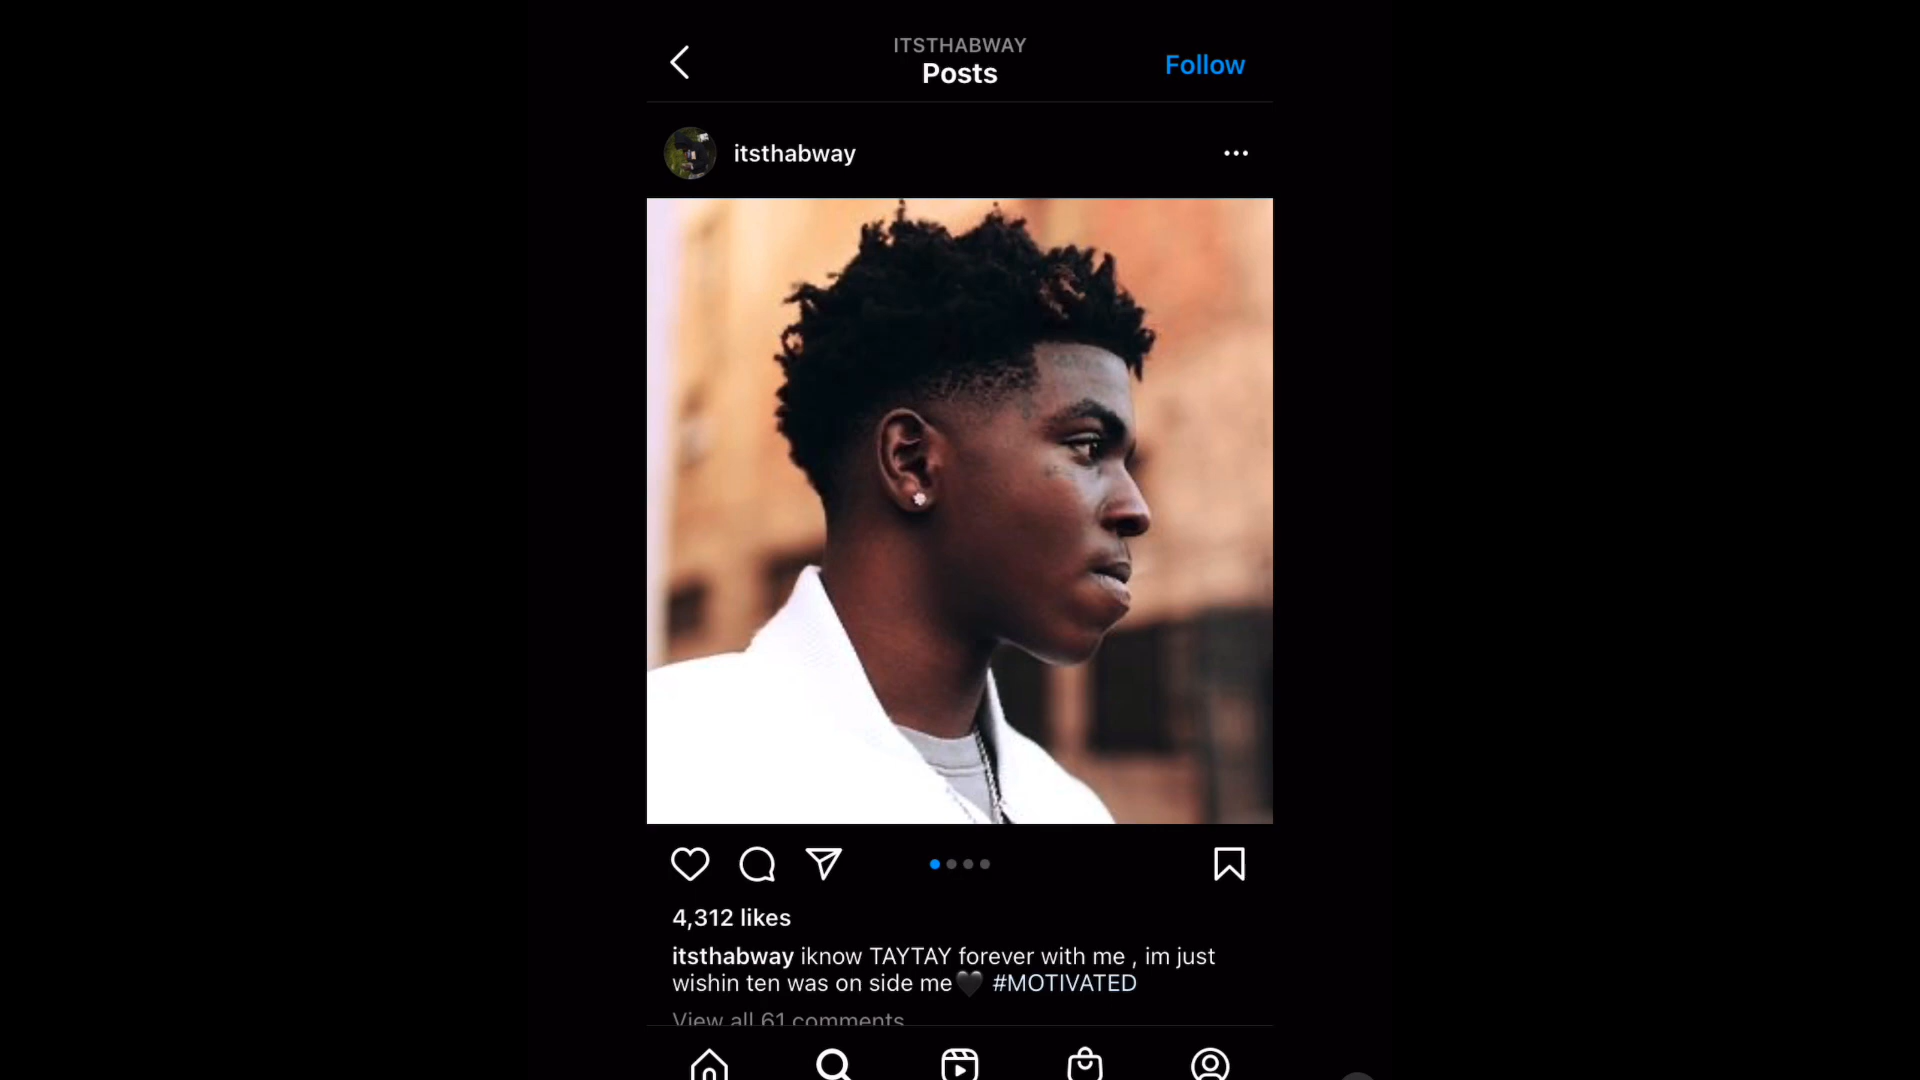 ITSTHABWAY
Posts
Follow
itsthabway
4,312 likes
itsthabway iknow TAYTAY forever with me , im just
wishin ten was on side me🖤 #MOTIVATED
View all 61 comments